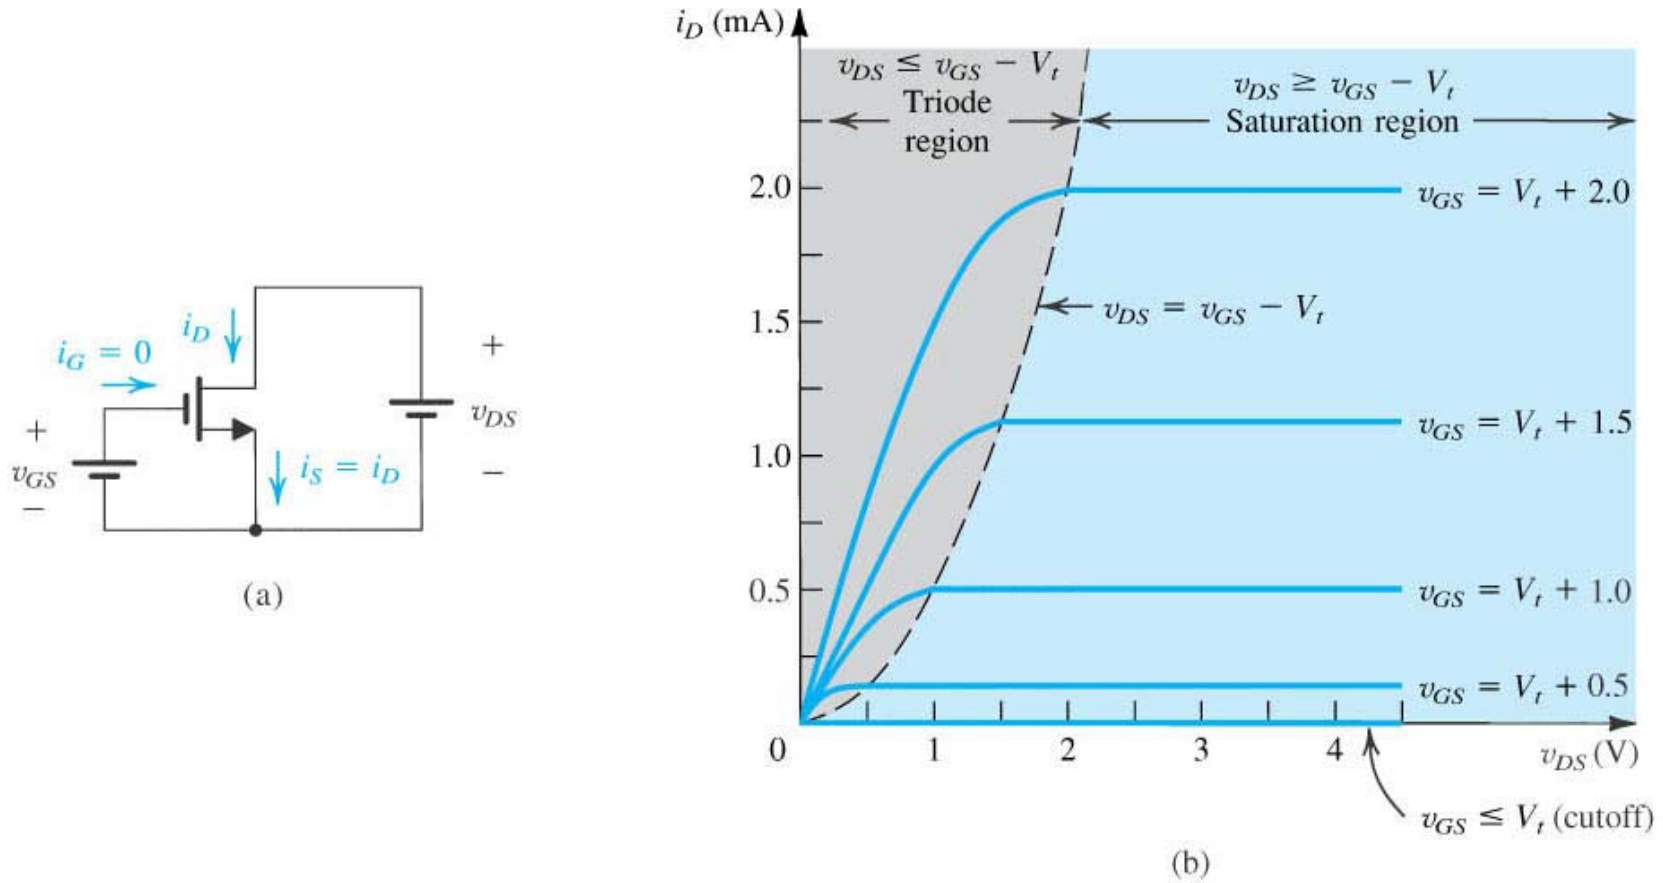 i_G = 0
i_D
+
v_GS
−
i_S = i_D
+
v_DS
−
(a)
i_D (mA)
v_DS ≤ v_GS − V_t
Triode
region
v_DS ≥ v_GS − V_t
Saturation region
2.0
1.5
1.0
0.5
0
1
2
3
4
v_DS (V)
v_GS = V_t + 2.0
v_DS = v_GS − V_t
v_GS = V_t + 1.5
v_GS = V_t + 1.0
v_GS = V_t + 0.5
v_GS ≤ V_t (cutoff)
(b)